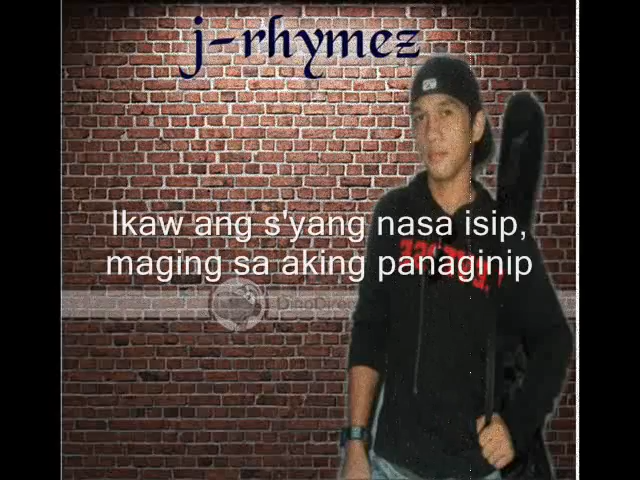 j-rhymez
Ikaw ang s'yang nasa isip,
maging sa aking panaginip